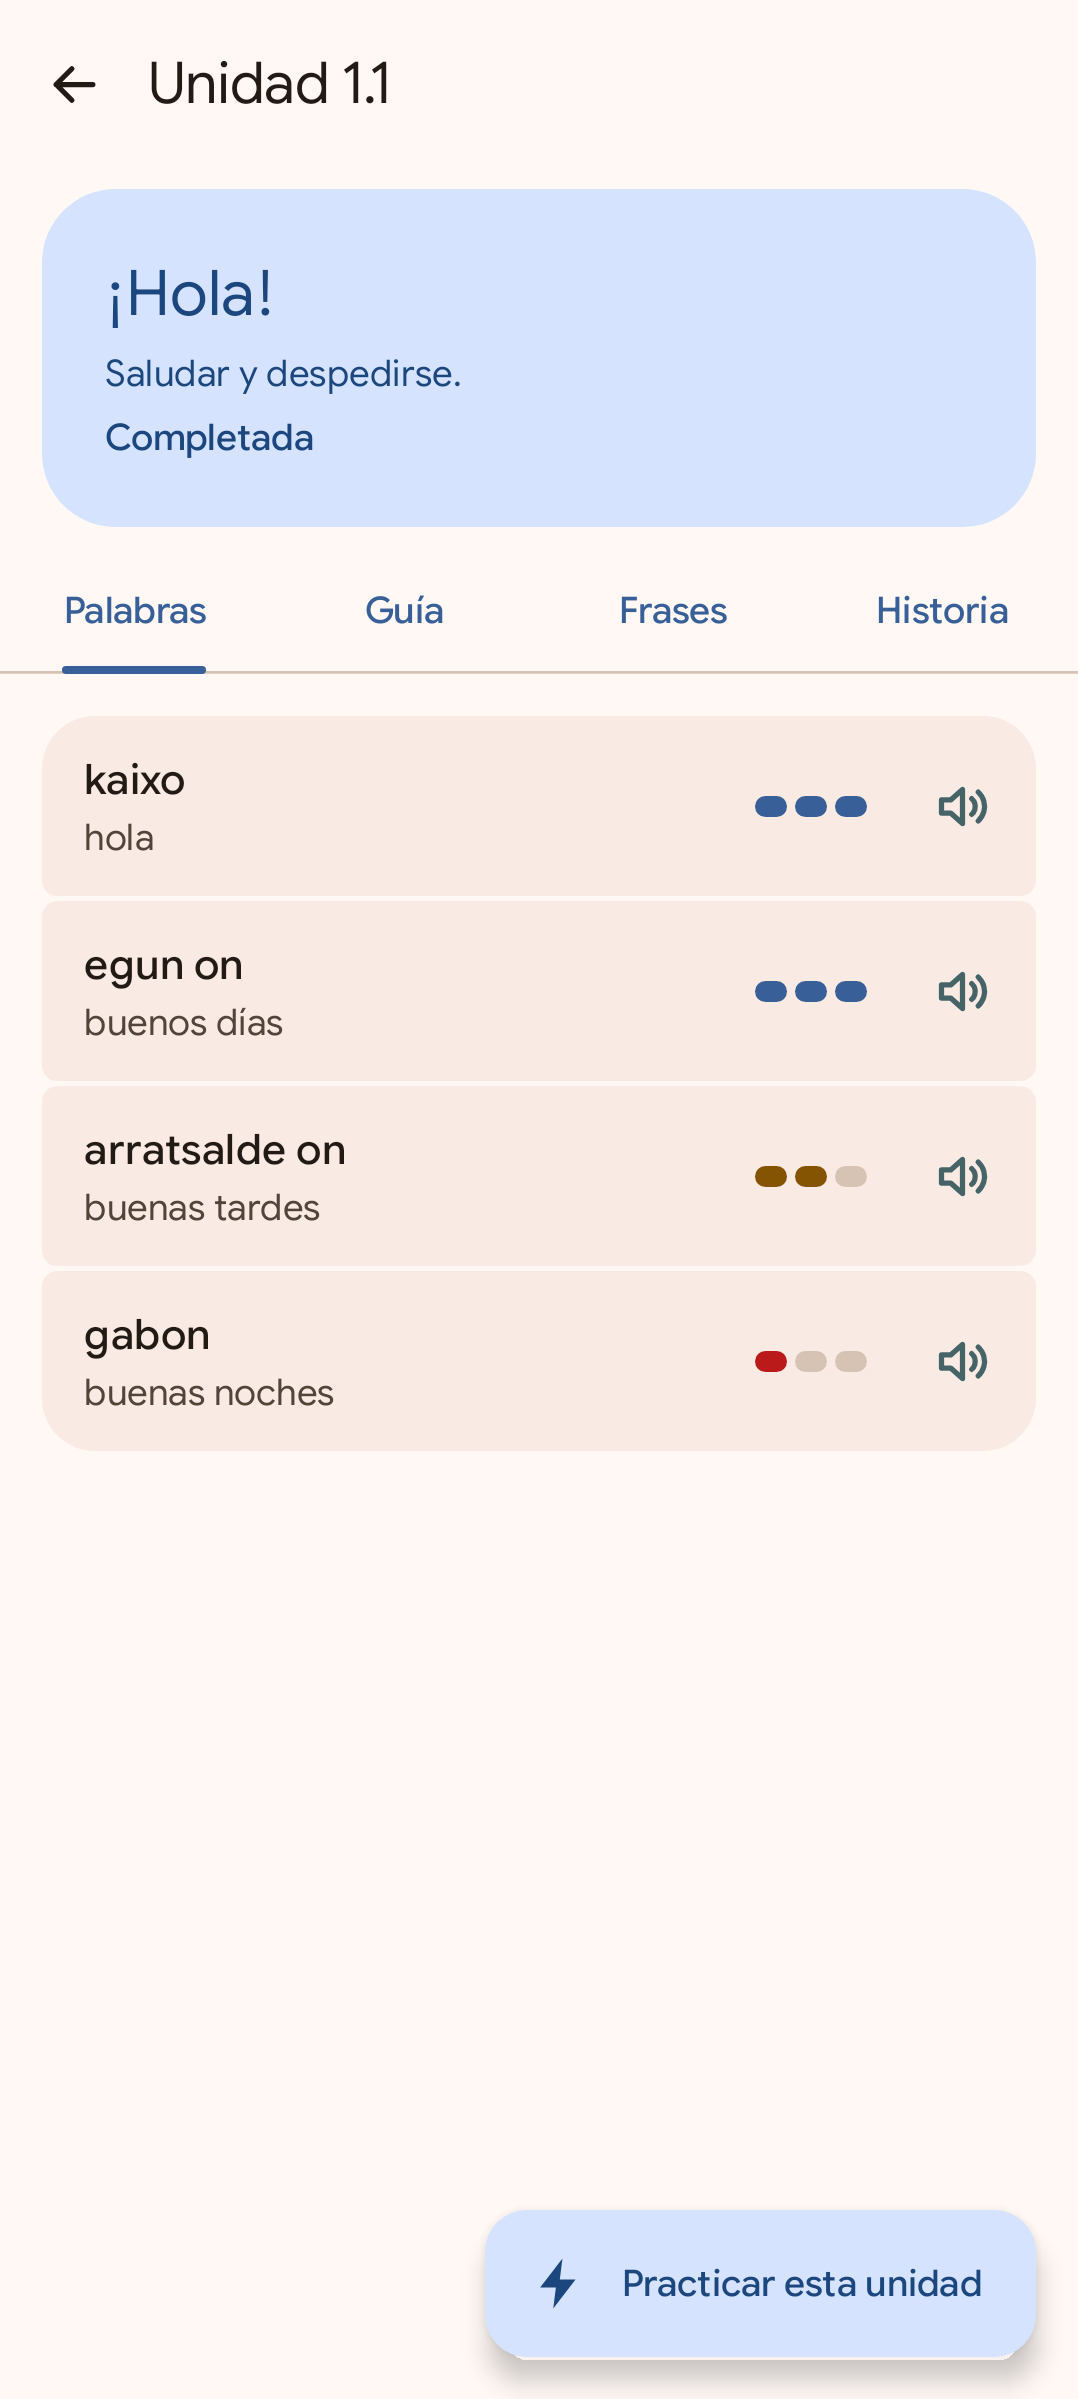 Unidad 1.1
¡Hola!
Saludar y despedirse.
Completada
Palabras
Guía
Frases
Historia
kaixo
hola
egun on
buenos días
arratsalde on
buenas tardes
gabon
buenas noches
Practicar esta unidad